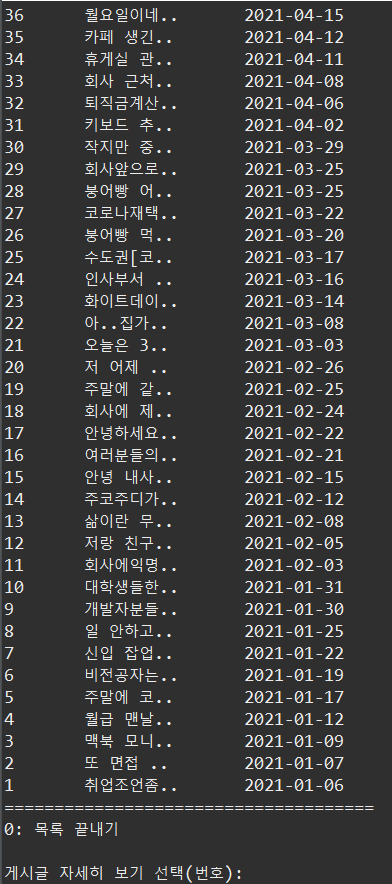 36 월요일이네.. 2021-04-15
35 카페 생긴.. 2021-04-12
34 휴게실 관.. 2021-04-11
33 회사 근처.. 2021-04-08
32 퇴직금계산.. 2021-04-06
31 키보드 추.. 2021-04-02
30 작지만 중.. 2021-03-29
29 회사앞으로.. 2021-03-25
28 붕어빵 어.. 2021-03-25
27 코로나재택.. 2021-03-22
26 붕어빵 먹.. 2021-03-20
25 수도권[코.. 2021-03-17
24 인사부서 .. 2021-03-16
23 화이트데이.. 2021-03-14
22 아..집가.. 2021-03-08
21 오늘은 3.. 2021-03-03
20 저 어제 .. 2021-02-26
19 주말에 같.. 2021-02-25
18 회사에 제.. 2021-02-24
17 안녕하세요.. 2021-02-22
16 여러분들의.. 2021-02-21
15 안녕 내사.. 2021-02-15
14 주코주디가.. 2021-02-12
13 삶이란 무.. 2021-02-08
12 저랑 친구.. 2021-02-05
11 회사에익명.. 2021-02-03
10 대학생들한.. 2021-01-31
9 개발자분들.. 2021-01-30
8 일 안하고.. 2021-01-25
7 신입 잡업.. 2021-01-22
6 비전공자는.. 2021-01-19
5 주말에 코.. 2021-01-17
4 월급 맨날.. 2021-01-12
3 맥북 모니.. 2021-01-09
2 또 면접 .. 2021-01-07
1 취업조언좀.. 2021-01-06
=====================================
0: 목록 끝내기
게시글 자세히 보기 선택(번호):